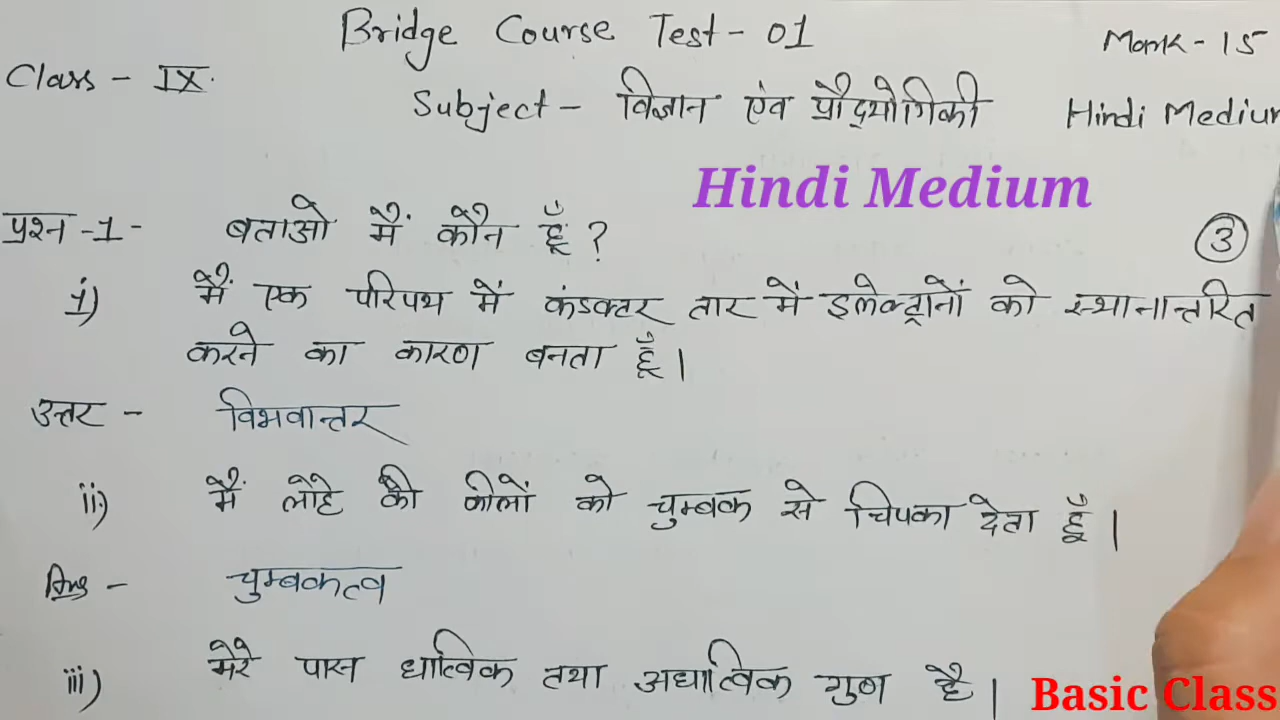 Bridge Course Test - 01
Mark - 15
Class - IX.
Subject - विज्ञान एंव प्रौद्योगिकी
Hindi Medium
Hindi Medium
प्रश्न -1- बताओ मैं कौन हूँ ?
3
i) मैं एक परिपथ में कंडक्टर तार में इलेक्ट्रानों को स्थानान्तरित
करने का कारण बनता हूँ।
उत्तर - विभवान्तर
ii) मैं लोहे की कीलों को चुम्बक से चिपका देता हूँ।
Ans - चुम्बकत्व
iii) मेरे पास धात्विक तथा अधात्विक गुण है।
Basic Class